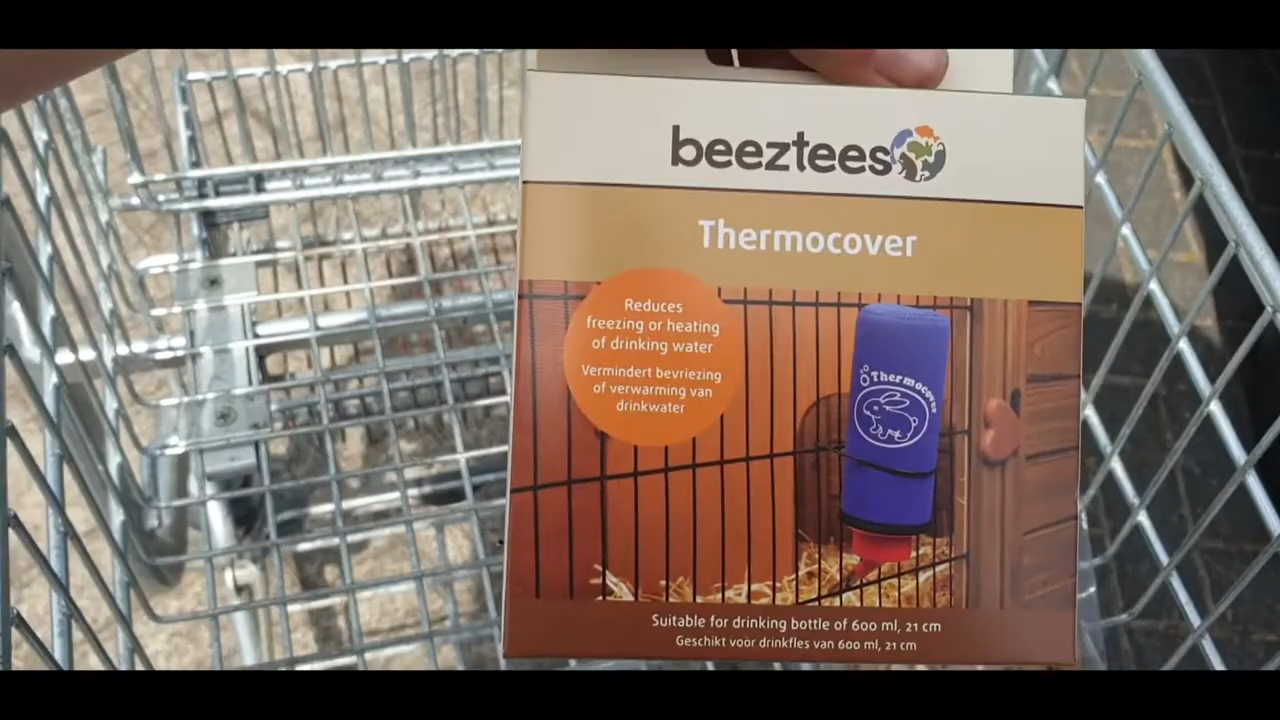 beeztees
Thermocover
Reduces
freezing or heating
of drinking water
Vermindert bevriezing
of verwarming van
drinkwater
Thermocover
Suitable for drinking bottle of 600 ml, 21 cm
Geschikt voor drinkfles van 600 ml, 21 cm